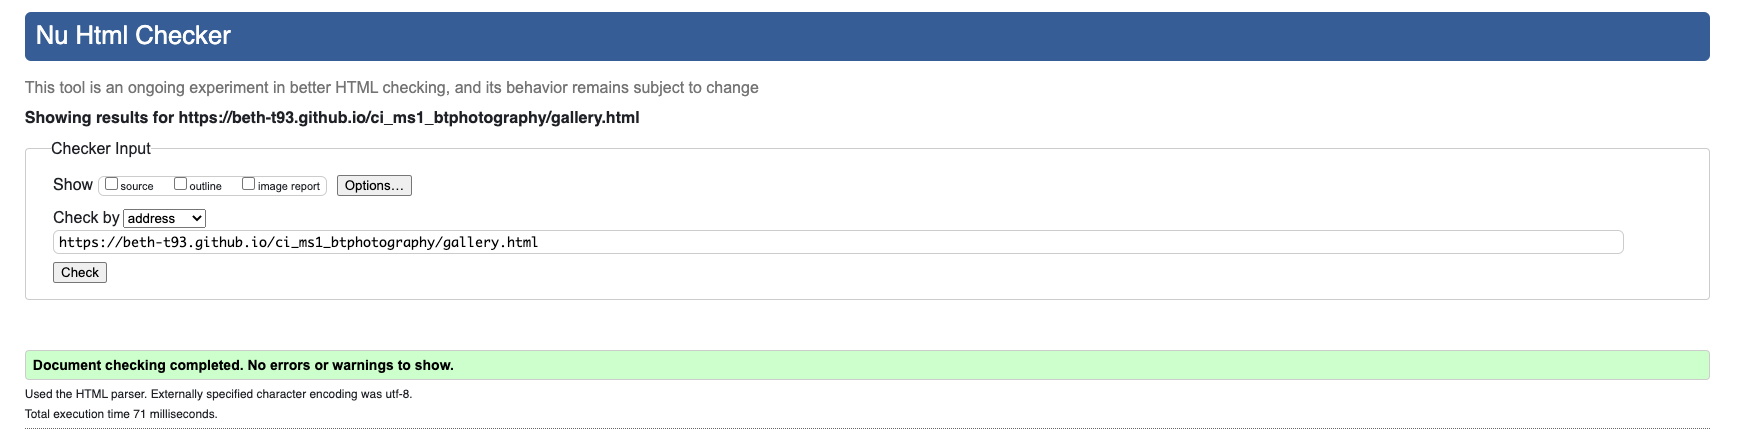 Nu Html Checker
This tool is an ongoing experiment in better HTML checking, and its behavior remains subject to change
Showing results for https://beth-t93.github.io/ci_ms1_btphotography/gallery.html
Checker Input
Show source outline image report Options...
Check by address
https://beth-t93.github.io/ci_ms1_btphotography/gallery.html
Check
Document checking completed. No errors or warnings to show.
Used the HTML parser. Externally specified character encoding was utf-8.
Total execution time 71 milliseconds.